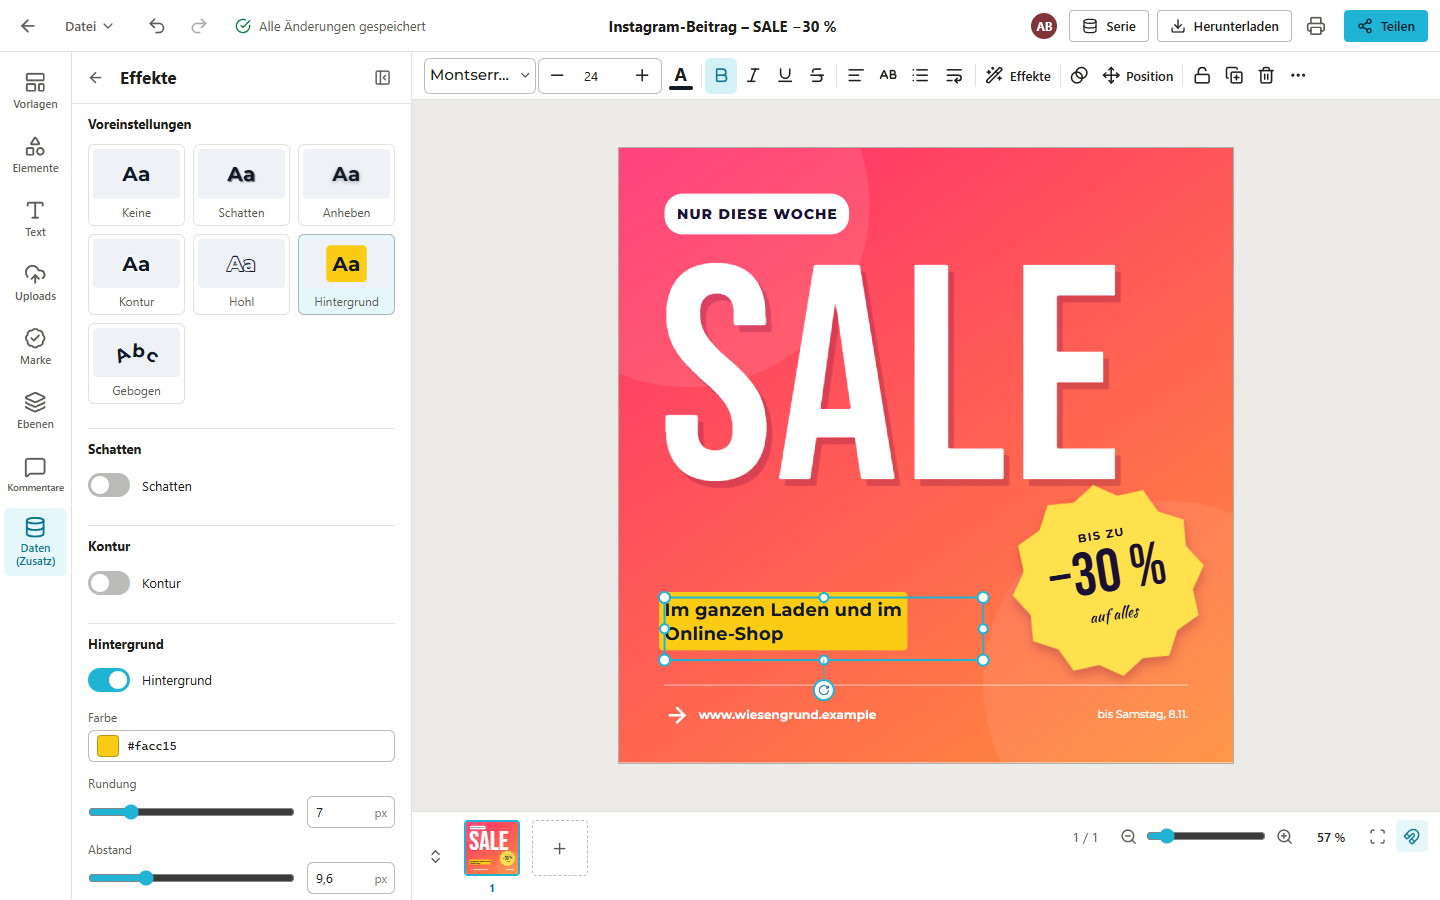 Datei
Alle Änderungen gespeichert
Instagram-Beitrag – SALE −30 %
AB
Serie
Herunterladen
Teilen
Vorlagen
Elemente
Text
Uploads
Marke
Ebenen
Kommentare
Daten
(Zusatz)
Effekte
Voreinstellungen
Aa
Keine
Aa
Schatten
Aa
Anheben
Aa
Kontur
Aa
Hohl
Aa
Hintergrund
Abc
Gebogen
Schatten
Schatten
Kontur
Kontur
Hintergrund
Hintergrund
Farbe
#facc15
Rundung
7 px
Abstand
9,6 px
Montserr...
24
A
B
I
U
S
AB
Effekte
Position
NUR DIESE WOCHE
SALE
BIS ZU
−30 %
auf alles
Im ganzen Laden und im
Online-Shop
www.wiesengrund.example
bis Samstag, 8.11.
SALE
1
1 / 1
57 %